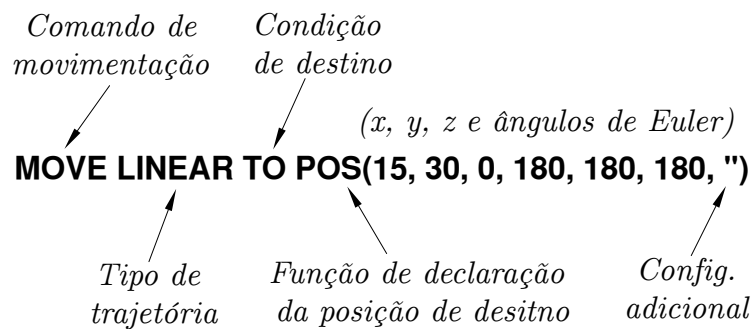 Comando de
movimentação
Condição
de destino
(x, y, z e ângulos de Euler)
MOVE LINEAR TO POS(15, 30, 0, 180, 180, 180, '')
Tipo de
trajetória
Função de declaração
da posição de desitno
Config.
adicional